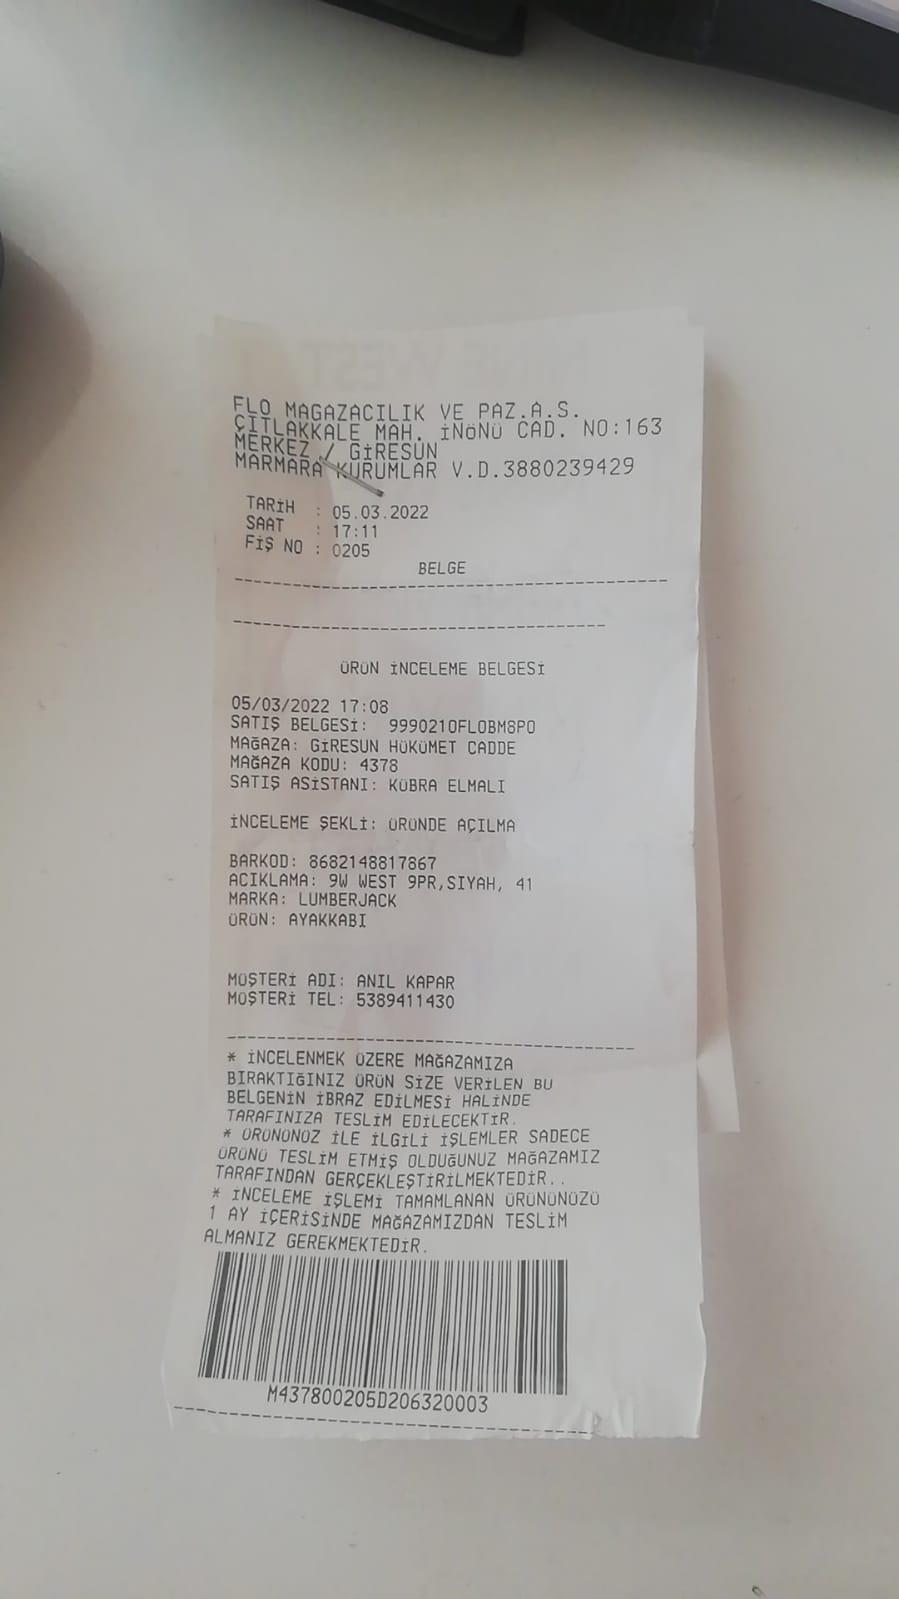 FLO MAGAZACILIK VE PAZ.A.S.
ÇITLAKKALE MAH. İNÖNÜ CAD. NO:163
MERKEZ / GİRESUN
MARMARA KURUMLAR V.D.3880239429
TARİH : 05.03.2022
SAAT : 17:11
FİŞ NO : 0205
BELGE
ÜRÜN İNCELEME BELGESİ
05/03/2022 17:08
SATIŞ BELGESİ: 9990210FLOBM8P0
MAĞAZA: GİRESUN HÜKÜMET CADDE
MAĞAZA KODU: 4378
SATIŞ ASİSTANI: KÜBRA ELMALI
İNCELEME ŞEKLİ: ÜRÜNDE AÇILMA
BARKOD: 8682148817867
ACIKLAMA: 9W WEST 9PR,SIYAH, 41
MARKA: LUMBERJACK
ÜRÜN: AYAKKABI
MÜŞTERİ ADI: ANIL KAPAR
MÜŞTERİ TEL: 5389411430
* İNCELENMEK ÜZERE MAĞAZAMIZA
BIRAKTIĞINIZ ÜRÜN SİZE VERİLEN BU
BELGENİN İBRAZ EDİLMESİ HALİNDE
TARAFINIZA TESLİM EDİLECEKTİR.
* ÜRÜNÜNÜZ İLE İLGİLİ İŞLEMLER SADECE
ÜRÜNÜ TESLİM ETMİŞ OLDUĞUNUZ MAĞAZAMIZ
TARAFINDAN GERÇEKLEŞTİRİLMEKTEDİR..
* İNCELEME İŞLEMİ TAMAMLANAN ÜRÜNÜNÜZÜ
1 AY İÇERİSİNDE MAĞAZAMIZDAN TESLİM
ALMANIZ GEREKMEKTEDİR.
M437800205D206320003